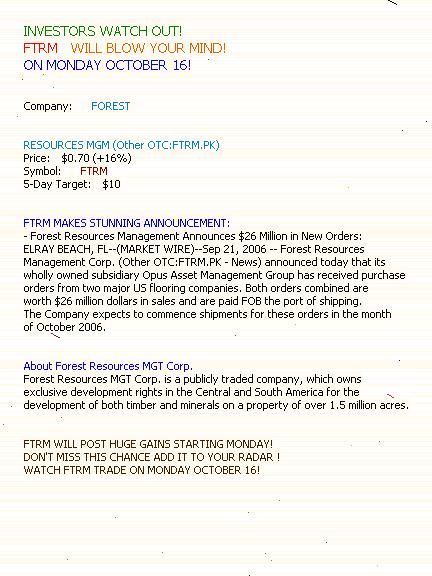 INVESTORS WATCH OUT!
FTRM WILL BLOW YOUR MIND!
ON MONDAY OCTOBER 16!
Company: FOREST
RESOURCES MGM (Other OTC:FTRM.PK)
Price: $0.70 (+16%)
Symbol: FTRM
5-Day Target: $10
FTRM MAKES STUNNING ANNOUNCEMENT:
- Forest Resources Management Announces $26 Million in New Orders:
ELRAY BEACH, FL--(MARKET WIRE)--Sep 21, 2006 -- Forest Resources
Management Corp. (Other OTC:FTRM.PK - News) announced today that its
wholly owned subsidiary Opus Asset Management Group has received purchase
orders from two major US flooring companies. Both orders combined are
worth $26 million dollars in sales and are paid FOB the port of shipping.
The Company expects to commence shipments for these orders in the month
of October 2006.
About Forest Resources MGT Corp.
Forest Resources MGT Corp. is a publicly traded company, which owns
exclusive development rights in the Central and South America for the
development of both timber and minerals on a property of over 1.5 million acres.
FTRM WILL POST HUGE GAINS STARTING MONDAY!
DON'T MISS THIS CHANCE ADD IT TO YOUR RADAR !
WATCH FTRM TRADE ON MONDAY OCTOBER 16!